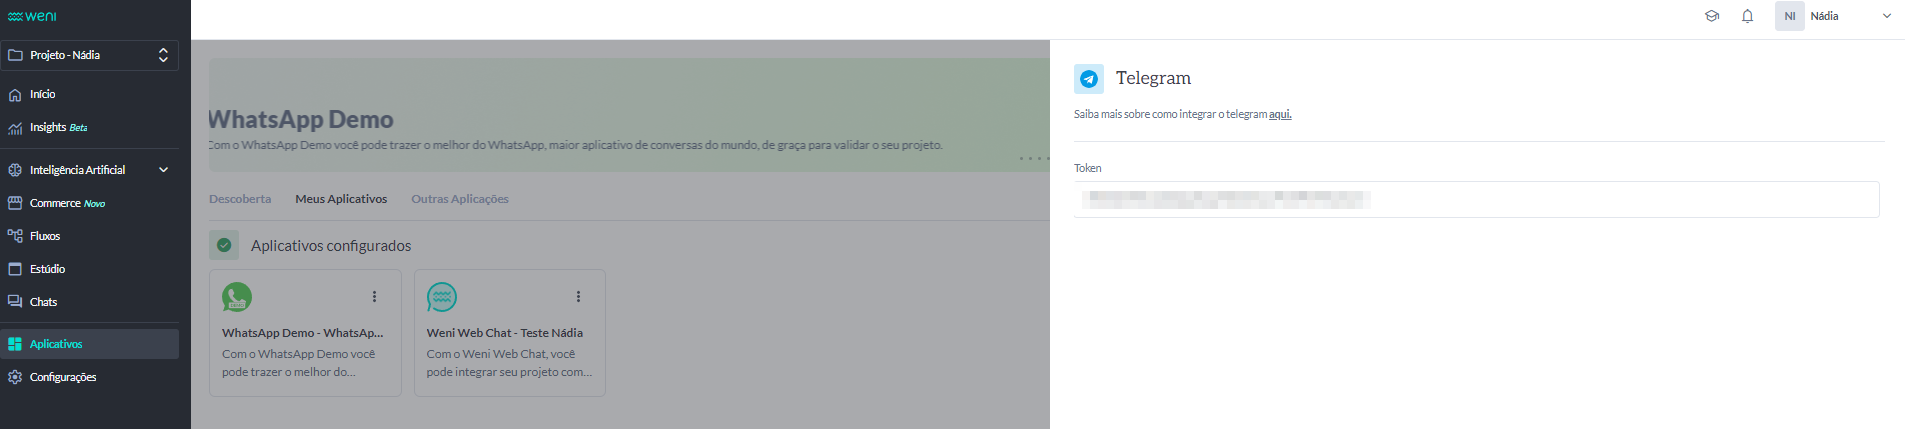 weni
Projeto - Nádia
Início
Insights Beta
Inteligência Artificial
Commerce Novo
Fluxos
Estúdio
Chats
Aplicativos
Configurações
NI
Nádia
WhatsApp Demo
Com o WhatsApp Demo você pode trazer o melhor do WhatsApp, maior aplicativo de conversas do mundo, de graça para validar o seu projeto.
Descoberta Meus Aplicativos Outras Aplicações
Aplicativos configurados
DEMO
WhatsApp Demo - WhatsAp...
Com o WhatsApp Demo você
pode trazer o melhor do...
Weni Web Chat - Teste Nádia
Com o Weni Web Chat, você
pode integrar seu projeto com...
Telegram
Saiba mais sobre como integrar o telegram aqui.
Token